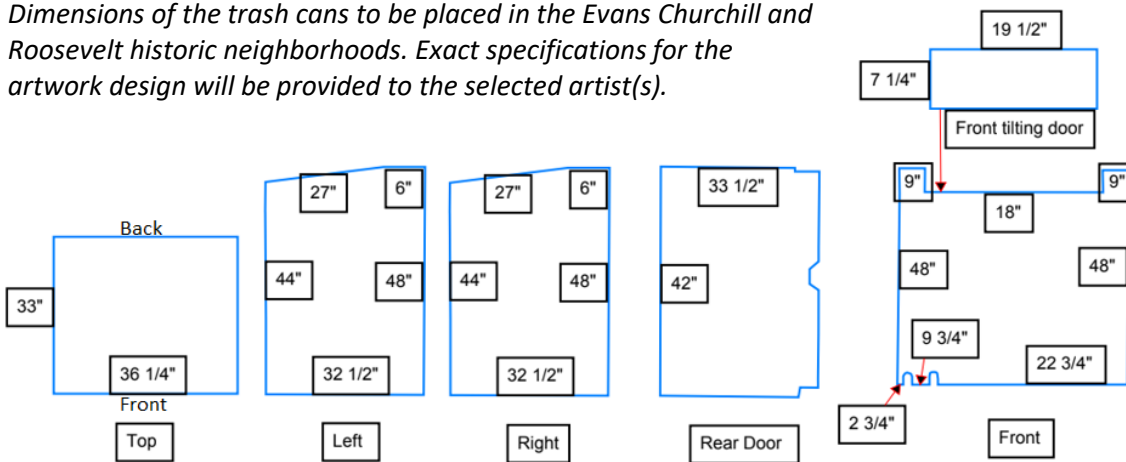 Dimensions of the trash cans to be placed in the Evans Churchill and
Roosevelt historic neighborhoods. Exact specifications for the
artwork design will be provided to the selected artist(s).
19 1/2"
7 1/4"
Front tilting door
Back
33"
36 1/4"
Front
Top
27"
6"
44"
48"
32 1/2"
Left
27"
6"
44"
48"
32 1/2"
Right
33 1/2"
42"
Rear Door
9"
9"
18"
48"
48"
9 3/4"
22 3/4"
2 3/4"
Front